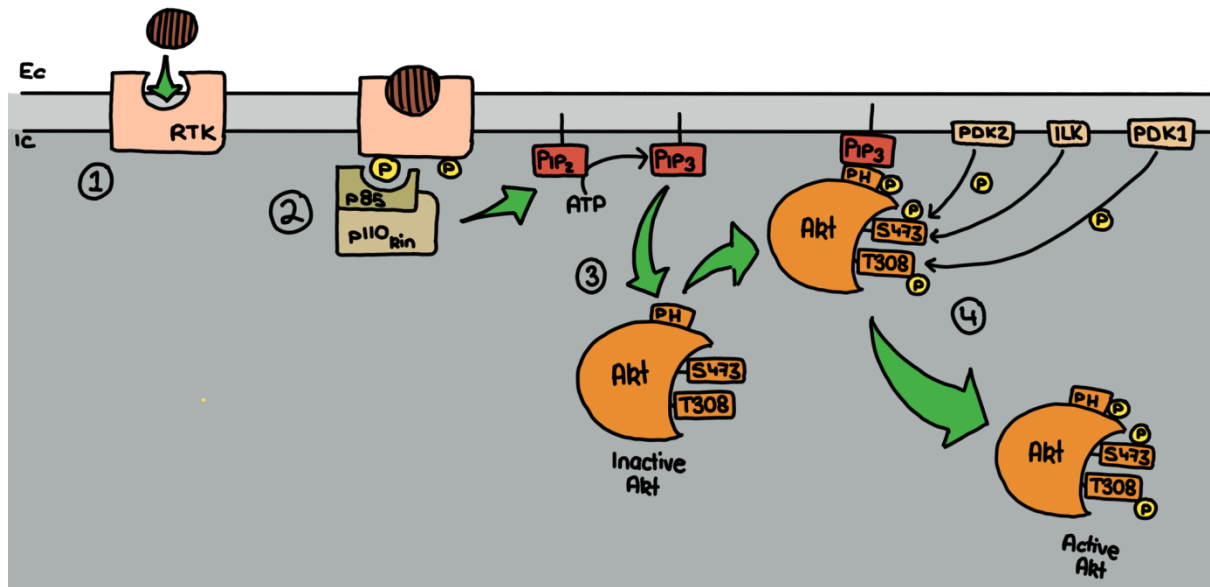 Ec
Ic
RTK
1
P
P
p85
p110kin
2
PIP2
ATP
PIP3
3
PH
Akt
S473
T308
Inactive
Akt
PIP3
PH
P
Akt
P
S473
T308
P
PDK2
ILK
PDK1
P
P
4
PH
P
Akt
P
S473
T308
P
Active
Akt